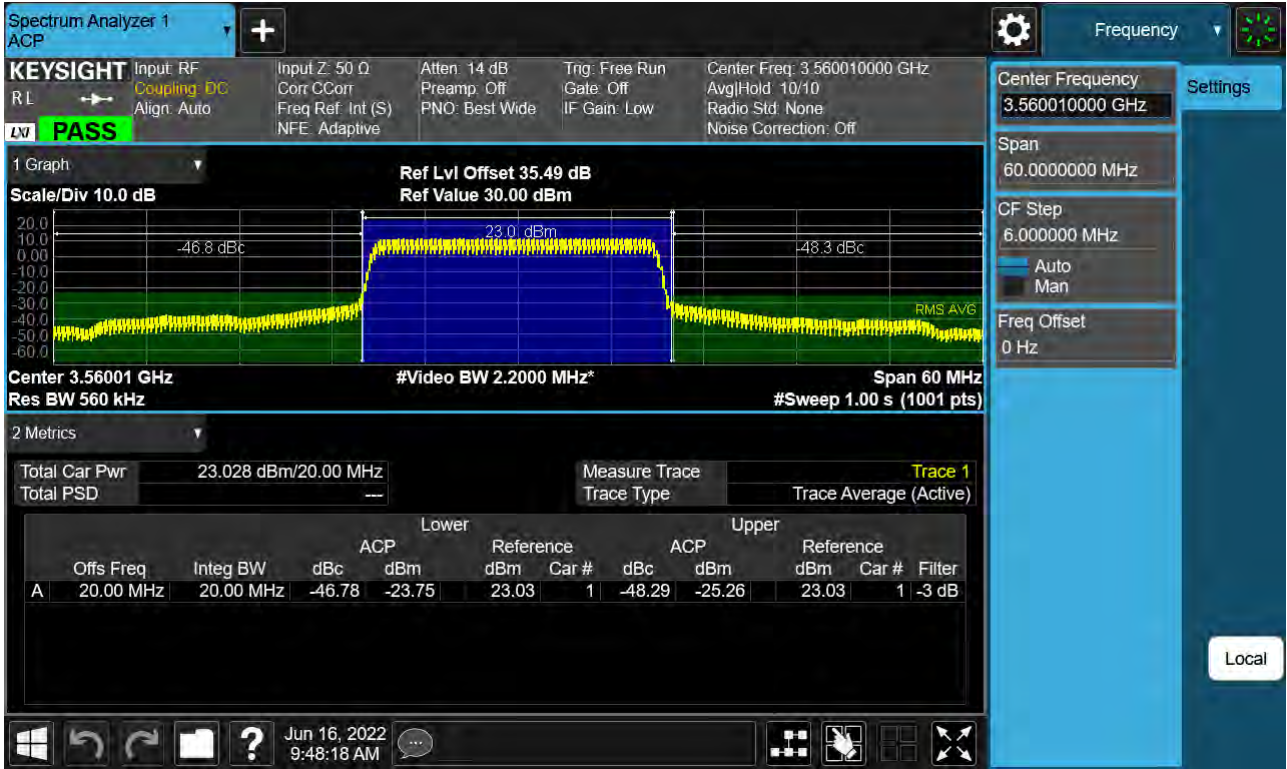 Spectrum Analyzer 1
ACP
+
Frequency
KEYSIGHT
R L
LXI
PASS
Input: RF
Coupling: DC
Align: Auto
Input Z: 50 Ω
Corr CCorr
Freq Ref: Int (S)
NFE: Adaptive
Atten: 14 dB
Preamp: Off
PNO: Best Wide
Trig: Free Run
Gate: Off
IF Gain: Low
Center Freq: 3.560010000 GHz
Avg|Hold: 10/10
Radio Std: None
Noise Correction: Off
Center Frequency
3.560010000 GHz
Settings
Span
60.0000000 MHz
CF Step
6.000000 MHz
Auto
Man
Freq Offset
0 Hz
1 Graph
Scale/Div 10.0 dB
Ref Lvl Offset 35.49 dB
Ref Value 30.00 dBm
20.0
10.0
0.00
-10.0
-20.0
-30.0
-40.0
-50.0
-60.0
-46.8 dBc
23.0 dBm
-48.3 dBc
RMS AVG
Center 3.56001 GHz
Res BW 560 kHz
#Video BW 2.2000 MHz*
Span 60 MHz
#Sweep 1.00 s (1001 pts)
2 Metrics
Total Car Pwr 23.028 dBm/20.00 MHz
Total PSD ---
Measure Trace Trace 1
Trace Type Trace Average (Active)
Lower Upper
ACP Reference ACP Reference
Offs Freq Integ BW dBc dBm dBm Car # dBc dBm dBm Car # Filter
A 20.00 MHz 20.00 MHz -46.78 -23.75 23.03 1 -48.29 -25.26 23.03 1 -3 dB
Local
?
Jun 16, 2022
9:48:18 AM